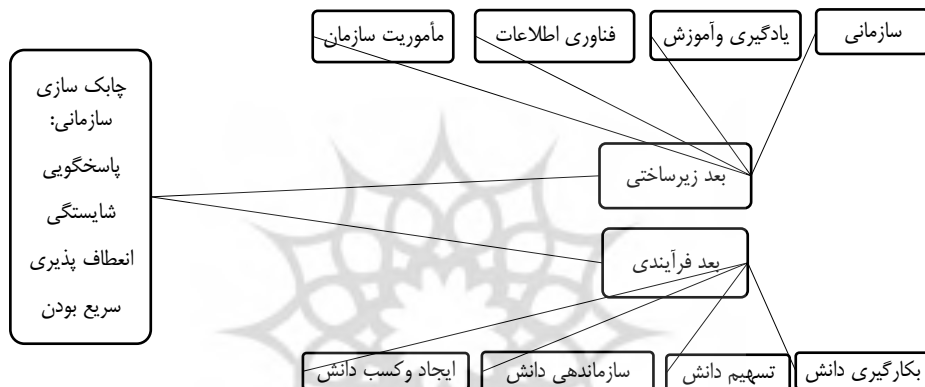 سازمانی
یادگیری وآموزش
فناوری اطلاعات
مأموریت سازمان
چابک سازی
سازمانی:
پاسخگویی
شایستگی
انعطاف پذیری
سریع بودن
بعد زیرساختی
بعد فرآیندی
بکارگیری دانش
تسهیم دانش
سازماندهی دانش
ایجاد وکسب دانش